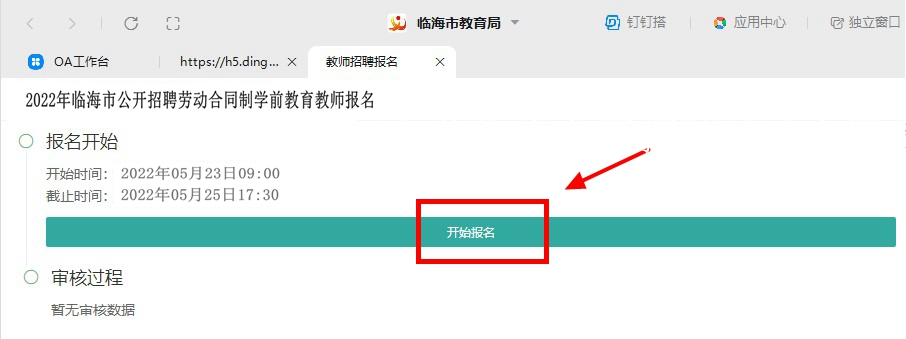 临海市教育局
钉钉搭
应用中心
独立窗口
OA工作台
https://h5.ding...
教师招聘报名
2022年临海市公开招聘劳动合同制学前教育教师报名
报名开始
开始时间： 2022年05月23日09:00
截止时间： 2022年05月25日17:30
开始报名
审核过程
暂无审核数据